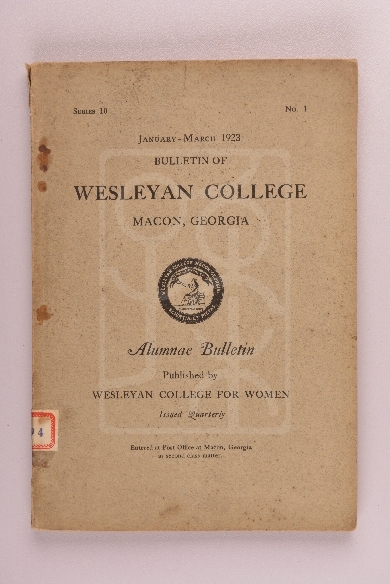 SERIES 10 No. 1
JANUARY-MARCH 1923
BULLETIN OF
WESLEYAN COLLEGE
MACON, GEORGIA
Alumnae Bulletin
Published by
WESLEYAN COLLEGE FOR WOMEN
Issued Quarterly
94
Entered at Post Office at Macon, Georgia
as second class matter.